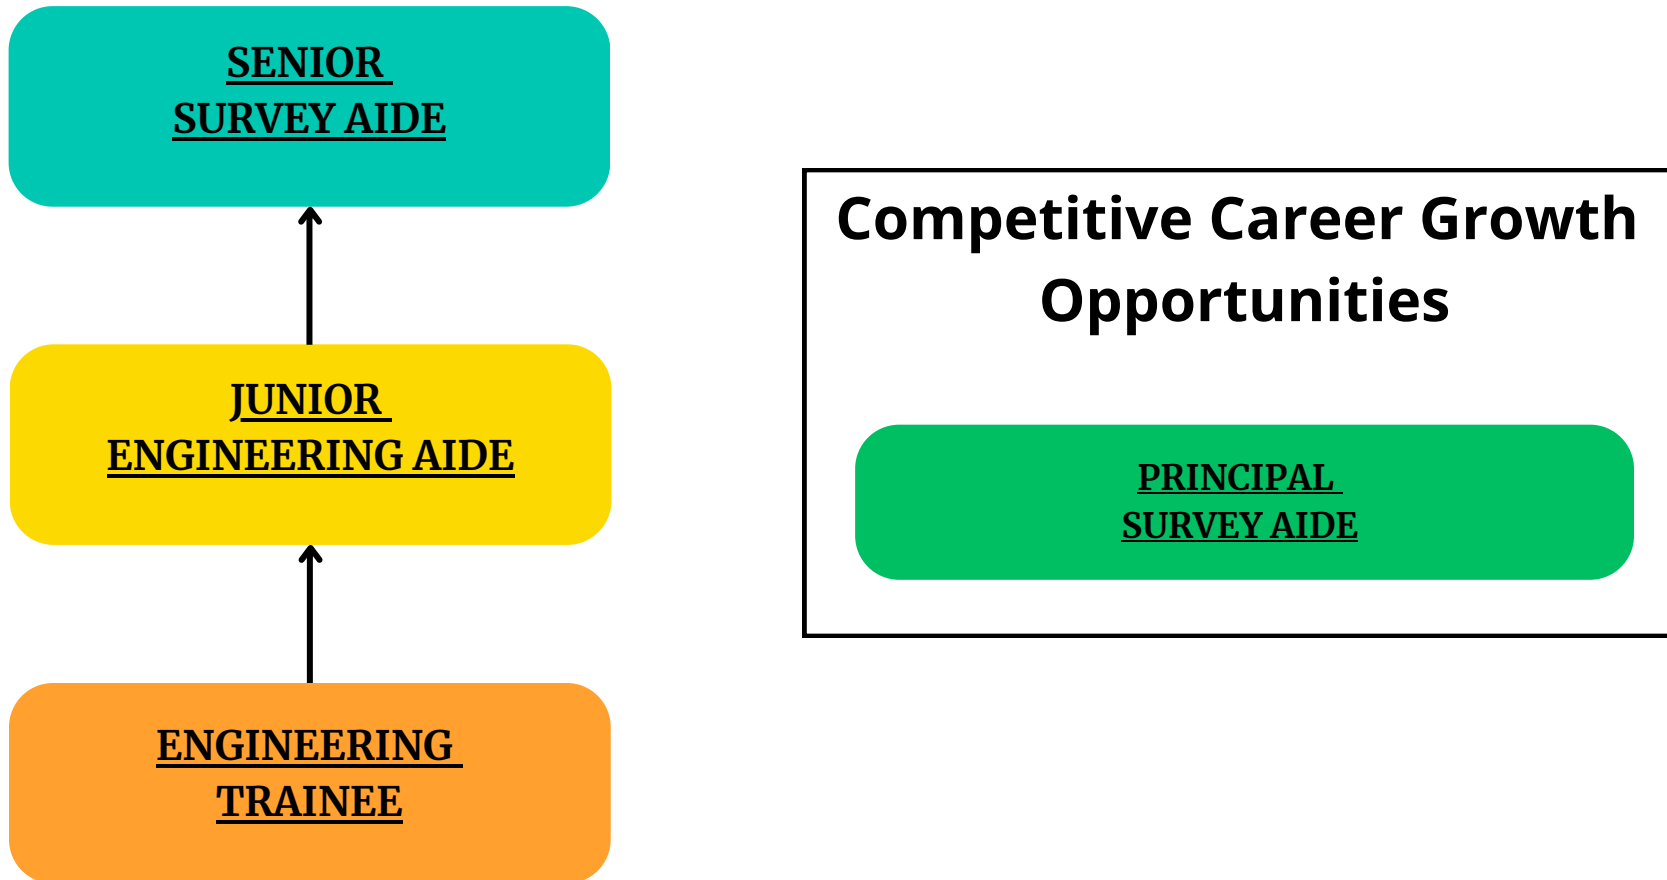 SENIOR
SURVEY AIDE
JUNIOR
ENGINEERING AIDE
ENGINEERING
TRAINEE
Competitive Career Growth
Opportunities
PRINCIPAL
SURVEY AIDE